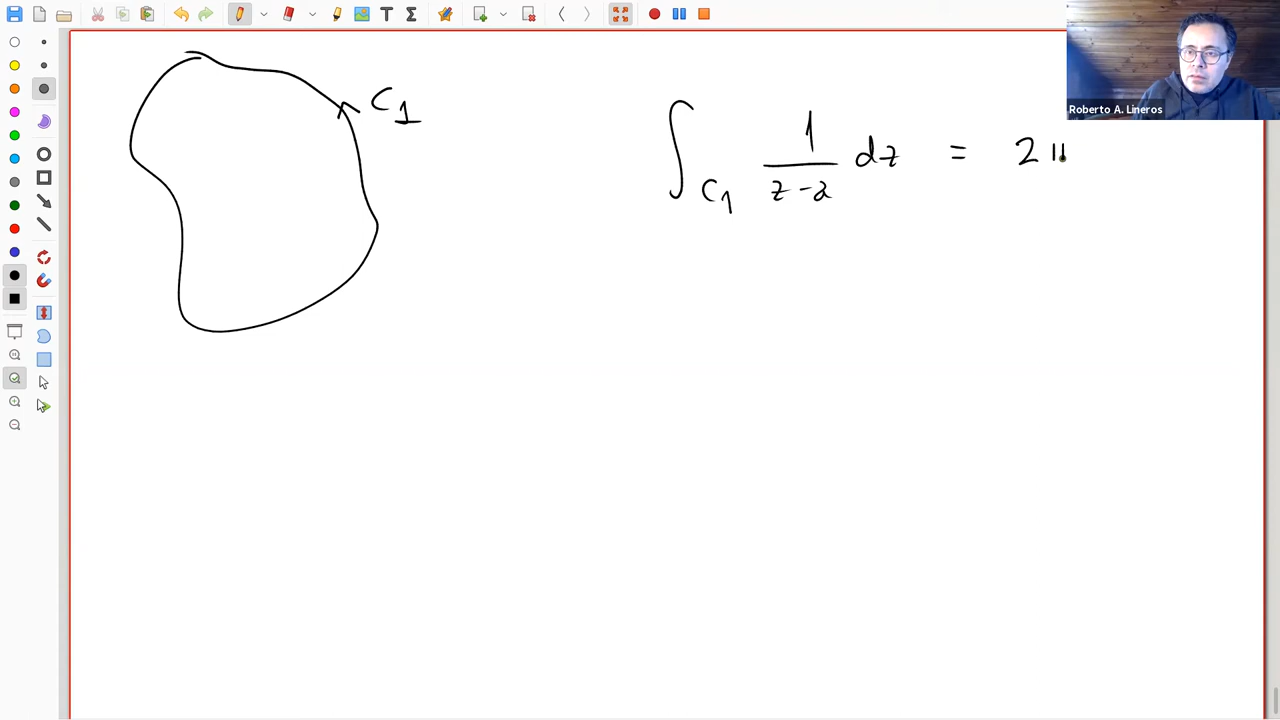 Roberto A. Lineros
C1
∫C1 1/(z-a) dz = 2 π